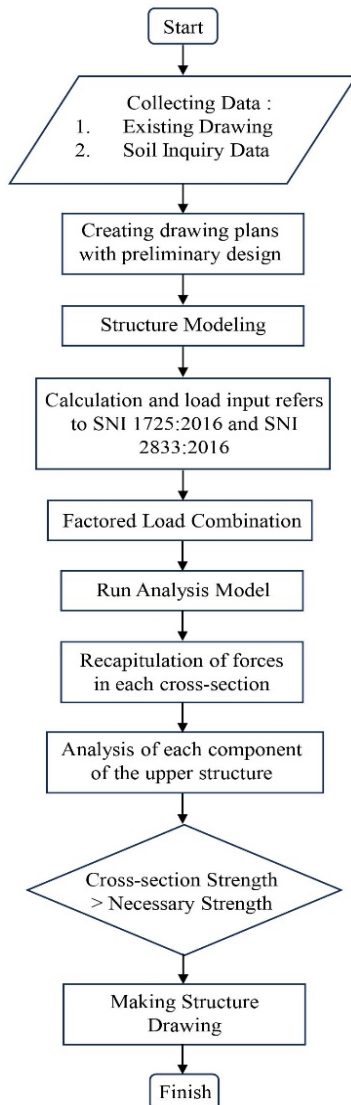 Start
Collecting Data :
1. Existing Drawing
2. Soil Inquiry Data
Creating drawing plans
with preliminary design
Structure Modeling
Calculation and load input refers
to SNI 1725:2016 and SNI
2833:2016
Factored Load Combination
Run Analysis Model
Recapitulation of forces
in each cross-section
Analysis of each component
of the upper structure
Cross-section Strength
> Necessary Strength
Making Structure
Drawing
Finish